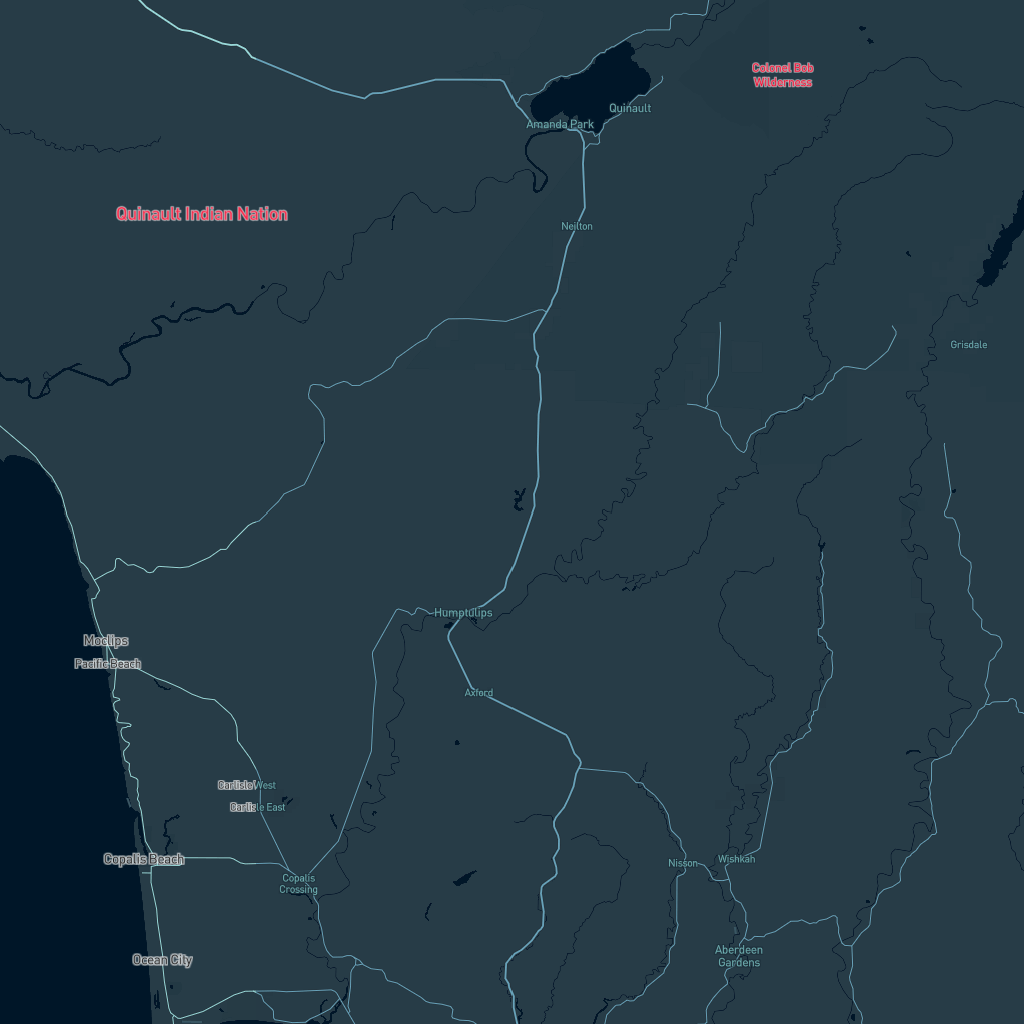 Colonel Bob
Wilderness
Quinault
Amanda Park
Quinault Indian Nation
Neilton
Grisdale
Humptulips
Moclips
Pacific Beach
Axford
Carlisle West
Carlisle East
Copalis Beach
Nisson
Wishkah
Copalis
Crossing
Aberdeen
Gardens
Ocean City